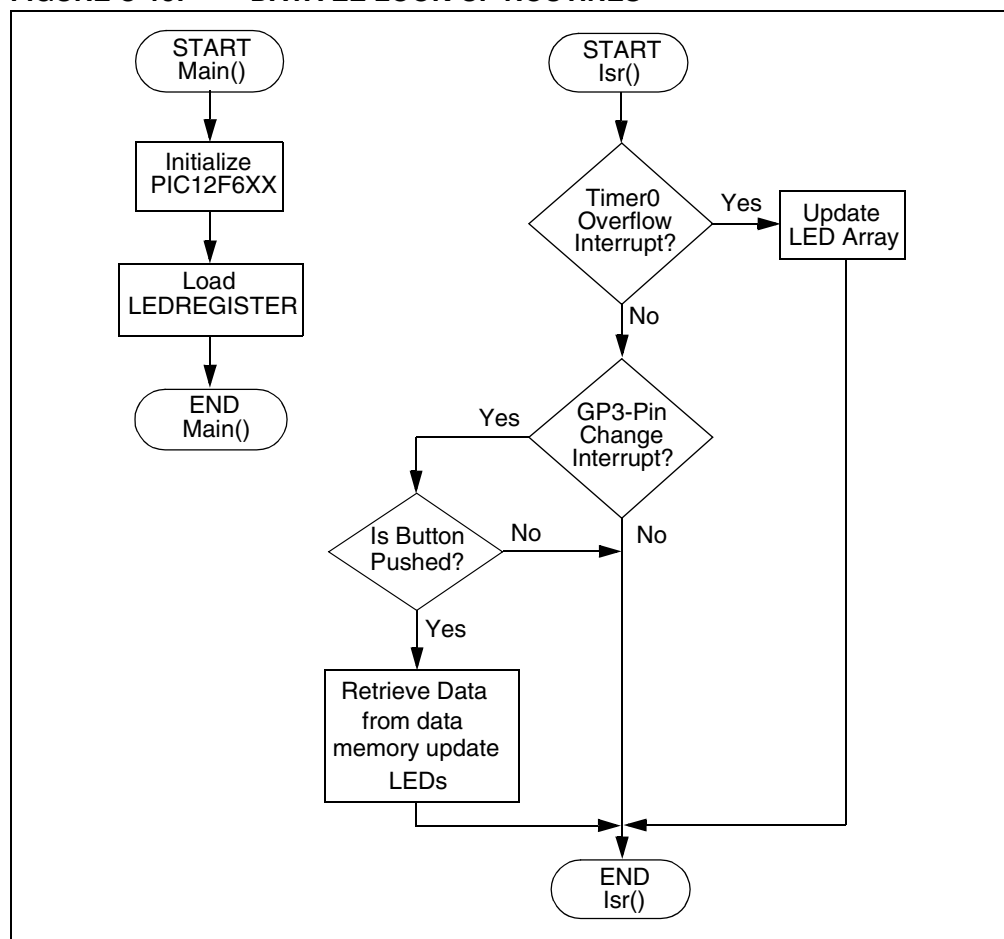 START
Main()
Initialize
PIC12F6XX
Load
LEDREGISTER
END
Main()
START
Isr()
Timer0
Overflow
Interrupt?
Yes
Update
LED Array
No
GP3-Pin
Change
Interrupt?
Yes
No
Is Button
Pushed?
No
Yes
Retrieve Data
from data
memory update
LEDs
END
Isr()